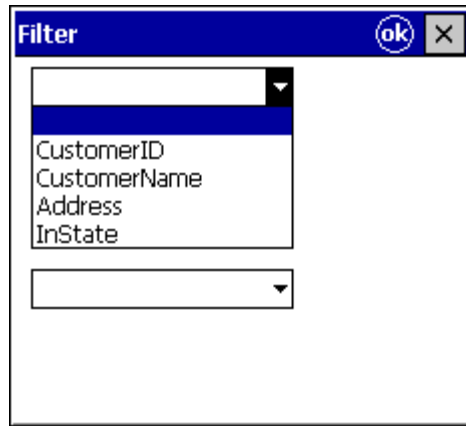 Filter ok
CustomerID
CustomerName
Address
InState